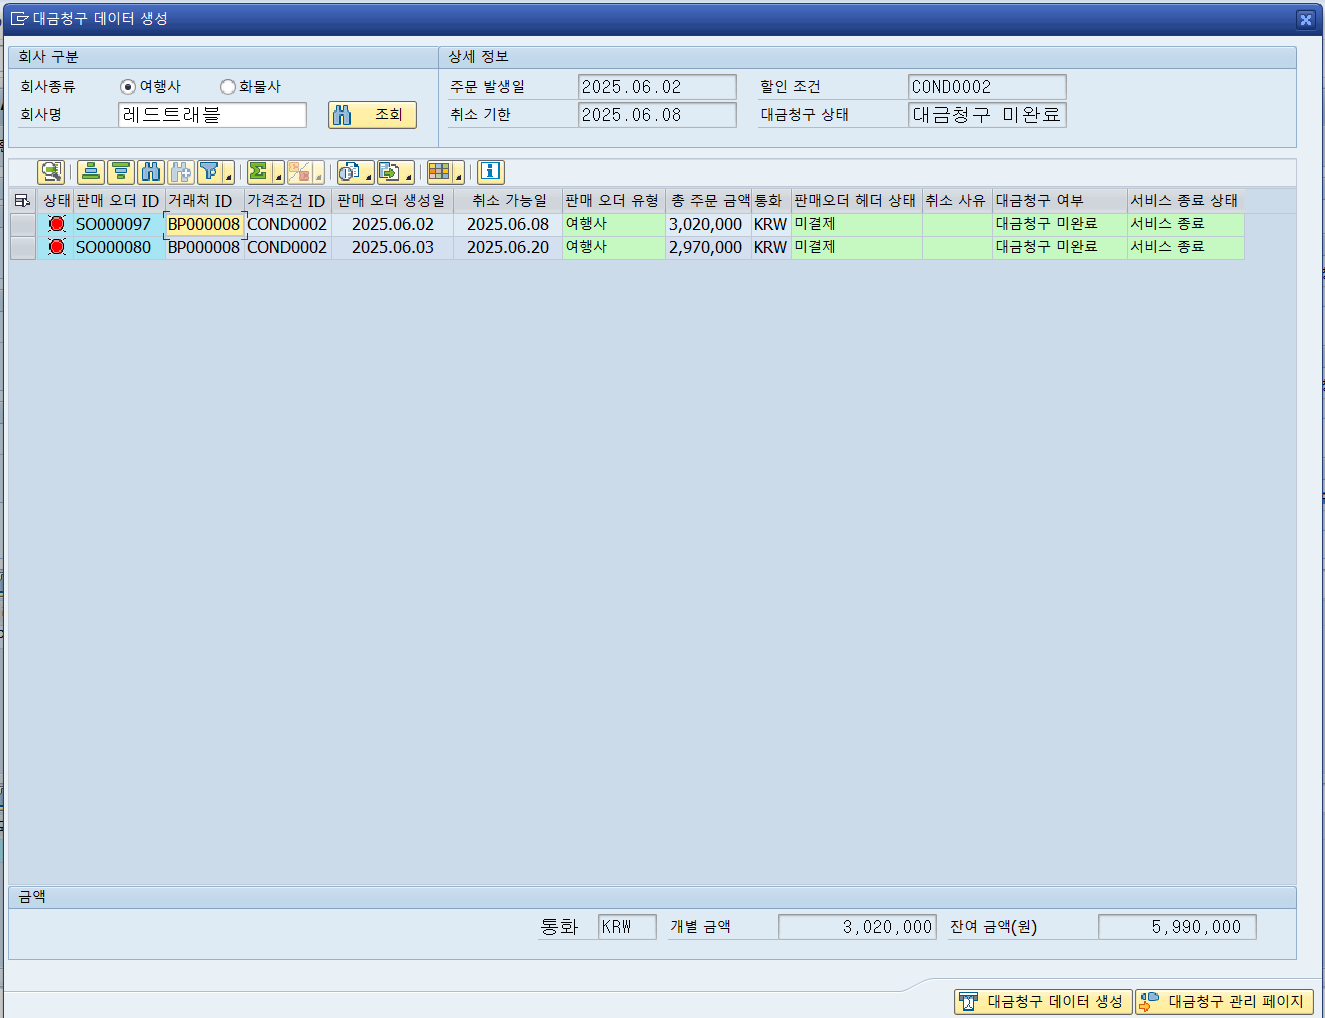 대금청구 데이터 생성
회사 구분
상세 정보
회사종류 여행사 화물사
주문 발생일 2025.06.02 할인 조건 COND0002
회사명 레드트래블 조회
취소 기한 2025.06.08 대금청구 상태 대금청구 미완료
상태 판매 오더 ID 거래처 ID 가격조건 ID 판매 오더 생성일 취소 가능일 판매 오더 유형 총 주문 금액 통화 판매오더 헤더 상태 취소 사유 대금청구 여부 서비스 종료 상태
SO000097 BP000008 COND0002 2025.06.02 2025.06.08 여행사 3,020,000 KRW 미결제 대금청구 미완료 서비스 종료
SO000080 BP000008 COND0002 2025.06.03 2025.06.20 여행사 2,970,000 KRW 미결제 대금청구 미완료 서비스 종료
금액
통화 KRW 개별 금액 3,020,000 잔여 금액(원) 5,990,000
대금청구 데이터 생성 대금청구 관리 페이지